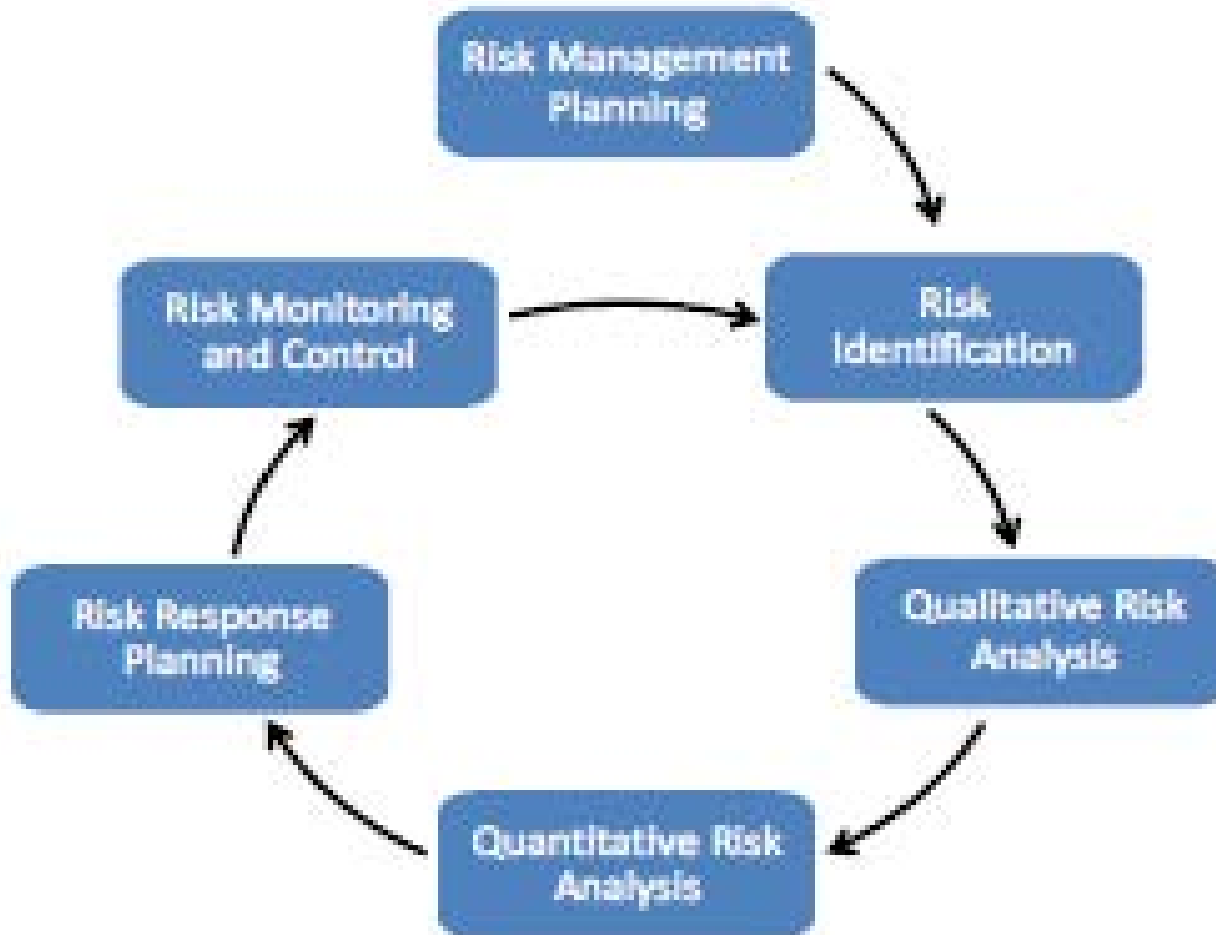 Risk Management
Planning
Risk
Identification
Qualitative Risk
Analysis
Quantitative Risk
Analysis
Risk Response
Planning
Risk Monitoring
and Control